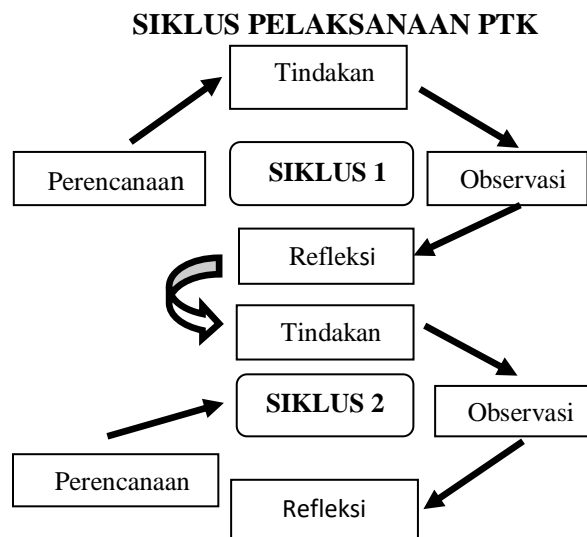 SIKLUS PELAKSANAAN PTK
Tindakan
Perencanaan
SIKLUS 1
Observasi
Refleksi
Tindakan
SIKLUS 2
Observasi
Perencanaan
Refleksi